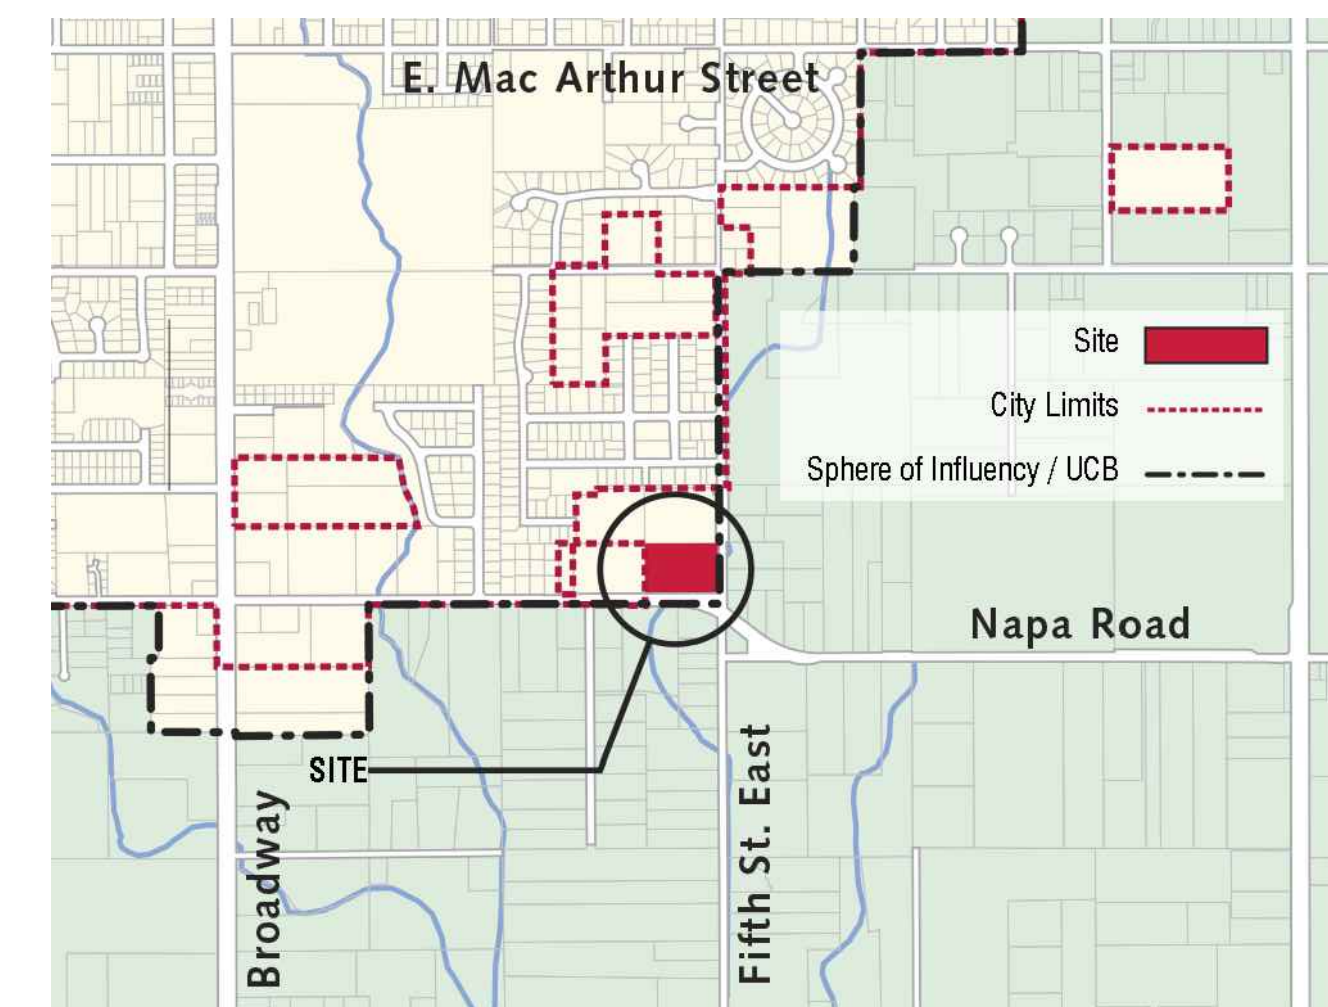 E. Mac Arthur Street
Site
City Limits
Sphere of Influency / UCB
Napa Road
SITE
Broadway
Fifth St. East